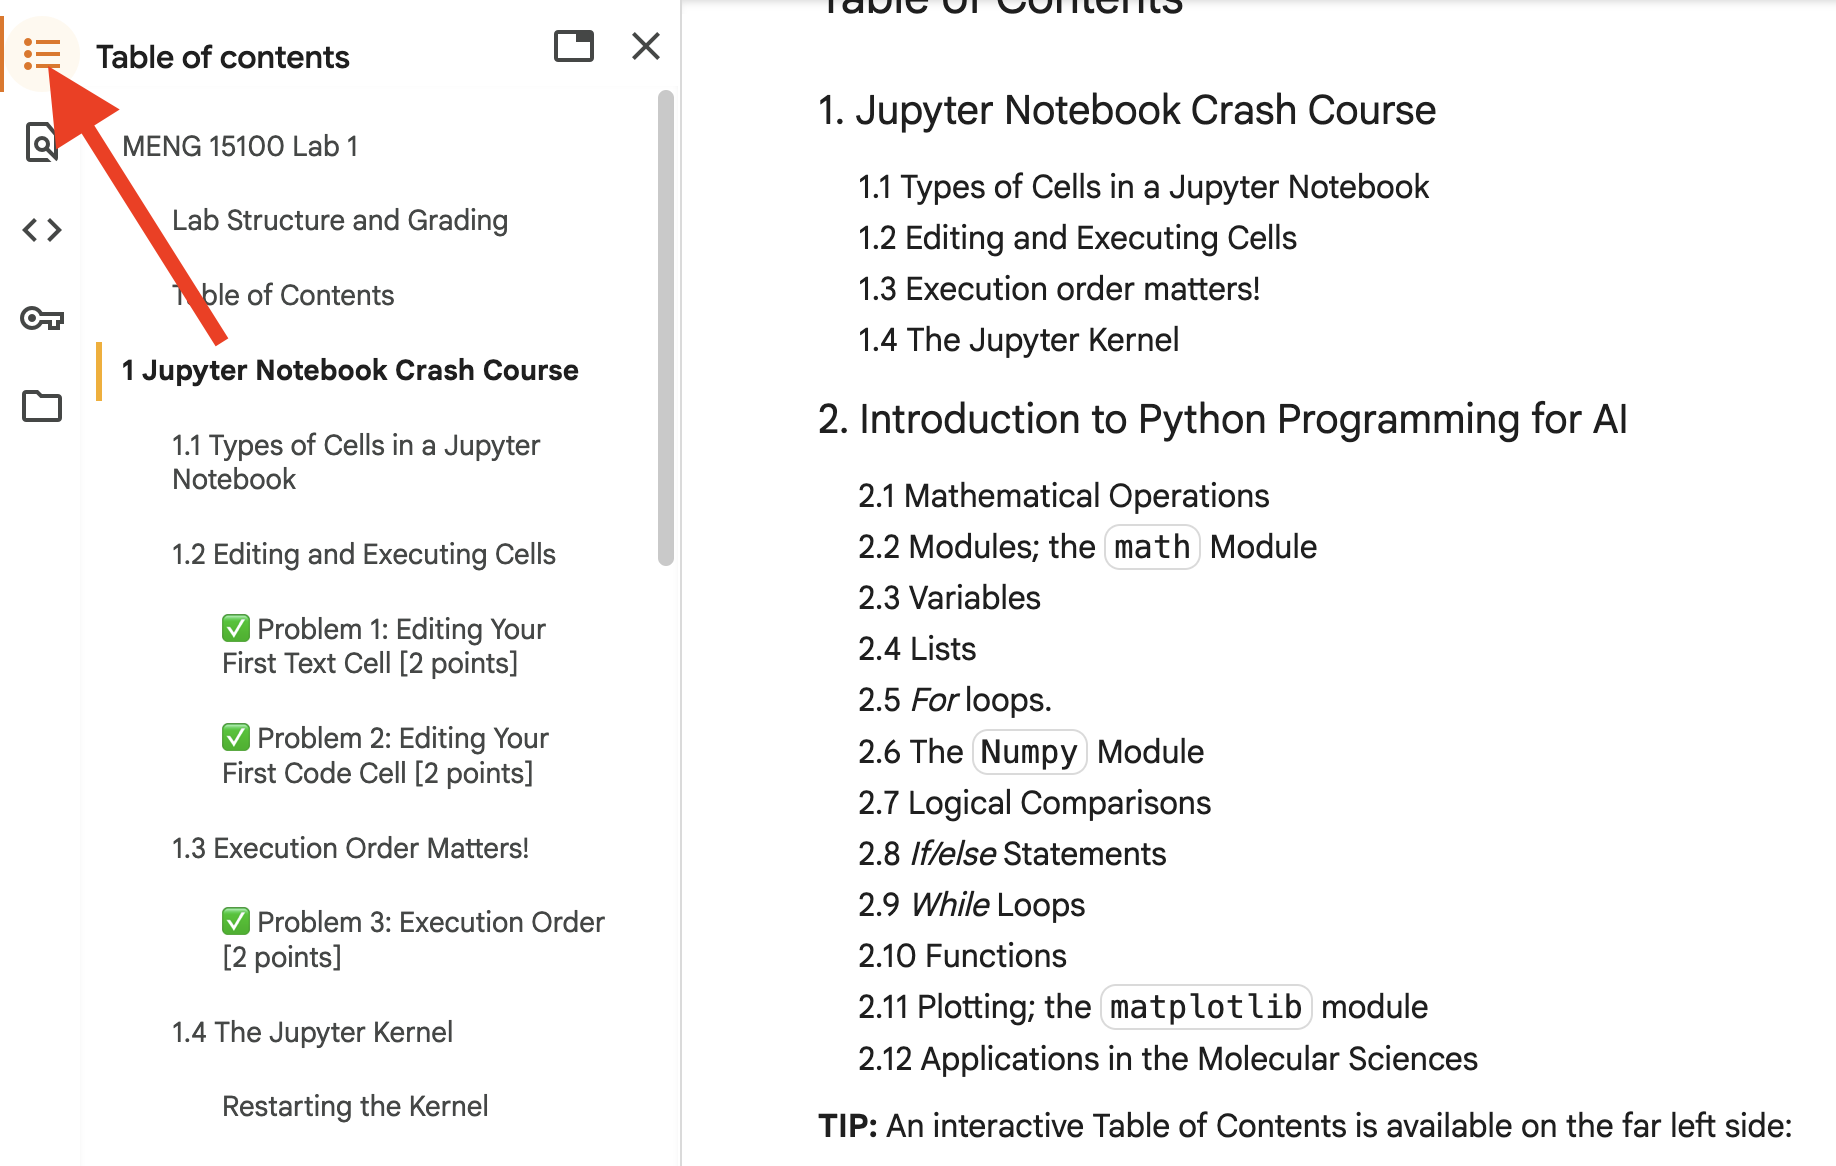 Table of contents
MENG 15100 Lab 1
Lab Structure and Grading
Table of Contents
1 Jupyter Notebook Crash Course
1.1 Types of Cells in a Jupyter
Notebook
1.2 Editing and Executing Cells
✅ Problem 1: Editing Your
First Text Cell [2 points]
✅ Problem 2: Editing Your
First Code Cell [2 points]
1.3 Execution Order Matters!
✅ Problem 3: Execution Order
[2 points]
1.4 The Jupyter Kernel
Restarting the Kernel
Table of Contents
1. Jupyter Notebook Crash Course
1.1 Types of Cells in a Jupyter Notebook
1.2 Editing and Executing Cells
1.3 Execution order matters!
1.4 The Jupyter Kernel
2. Introduction to Python Programming for AI
2.1 Mathematical Operations
2.2 Modules; the math Module
2.3 Variables
2.4 Lists
2.5 For loops.
2.6 The Numpy Module
2.7 Logical Comparisons
2.8 If/else Statements
2.9 While Loops
2.10 Functions
2.11 Plotting; the matplotlib module
2.12 Applications in the Molecular Sciences
TIP: An interactive Table of Contents is available on the far left side: